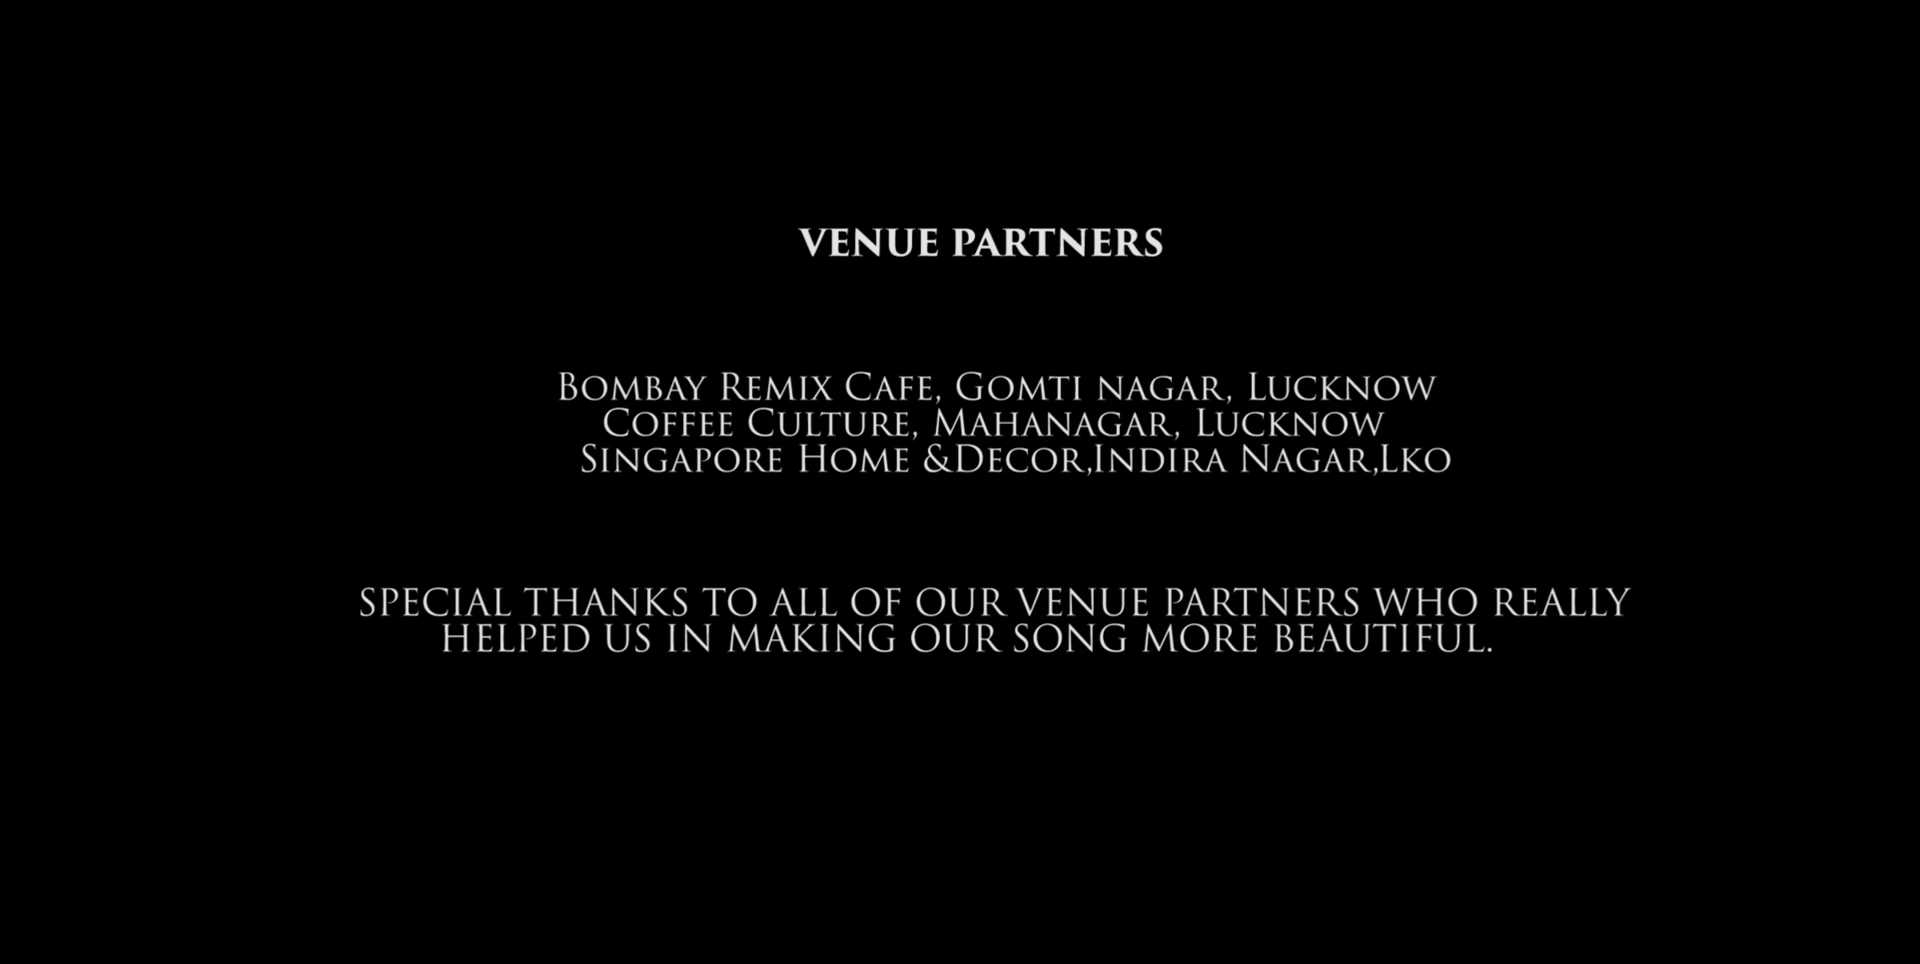 VENUE PARTNERS
Bombay Remix Cafe, Gomti nagar, Lucknow
Coffee Culture, Mahanagar, Lucknow
Singapore Home &Decor,Indira Nagar,Lko
SPECIAL THANKS TO ALL OF OUR VENUE PARTNERS WHO REALLY
HELPED US IN MAKING OUR SONG MORE BEAUTIFUL.